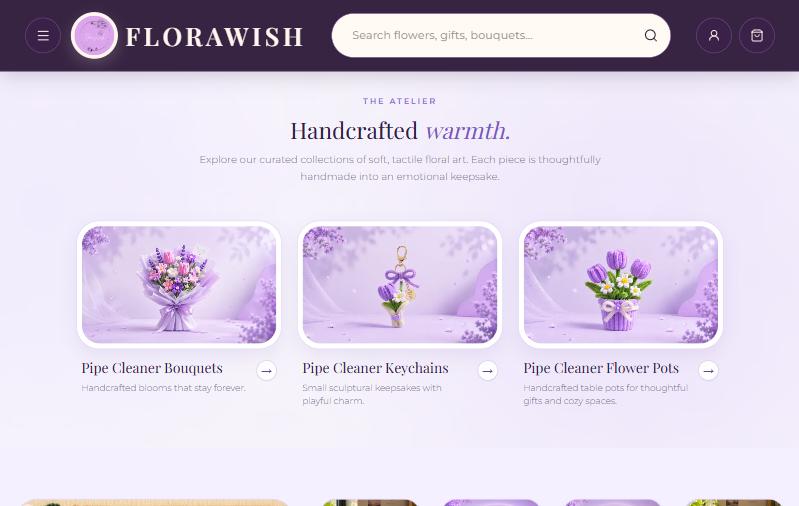 FLORAWISH
Search flowers, gifts, bouquets...
THE ATELIER
Handcrafted warmth.
Explore our curated collections of soft, tactile floral art. Each piece is thoughtfully
handmade into an emotional keepsake.
Pipe Cleaner Bouquets
Handcrafted blooms that stay forever.
Pipe Cleaner Keychains
Small sculptural keepsakes with
playful charm.
Pipe Cleaner Flower Pots
Handcrafted table pots for thoughtful
gifts and cozy spaces.